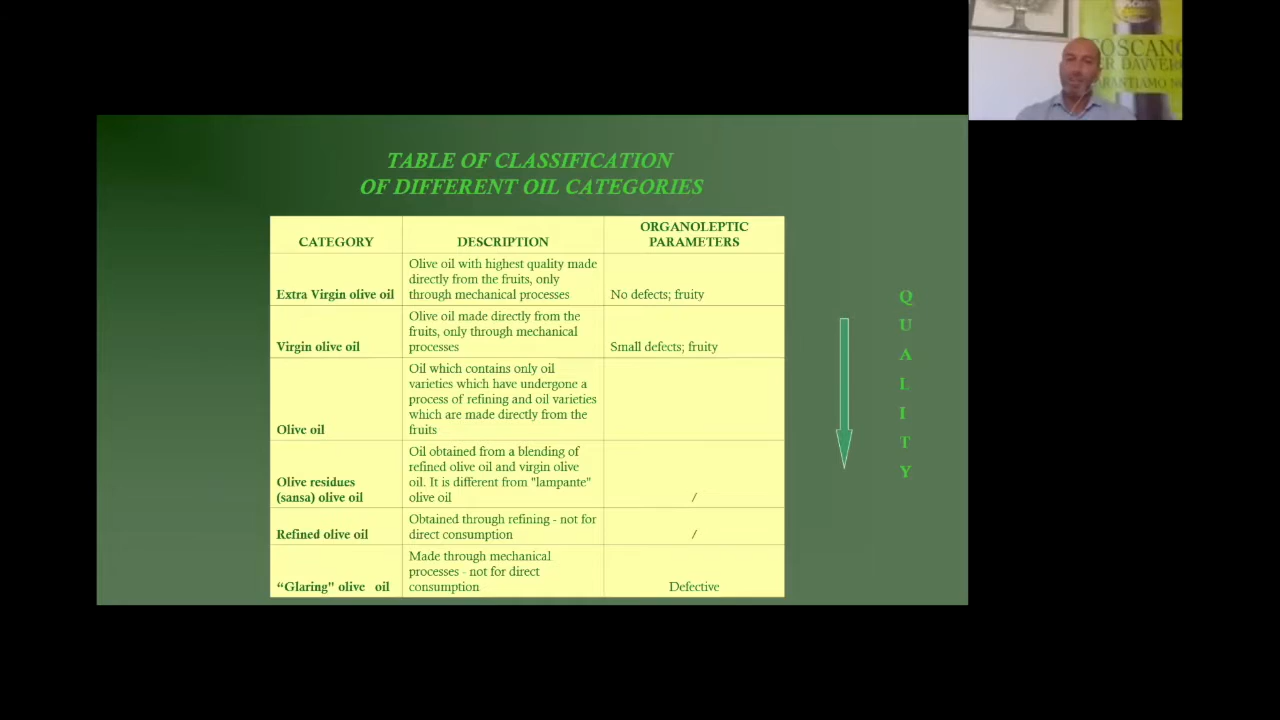 TOSCANO
ER DAVVERO
ARANTIAMO NO
TABLE OF CLASSIFICATION
OF DIFFERENT OIL CATEGORIES
CATEGORY
DESCRIPTION
ORGANOLEPTIC
PARAMETERS
Extra Virgin olive oil
Olive oil with highest quality made
directly from the fruits, only
through mechanical processes
No defects; fruity
Virgin olive oil
Olive oil made directly from the
fruits, only through mechanical
processes
Small defects; fruity
Olive oil
Oil which contains only oil
varieties which have undergone a
process of refining and oil varieties
which are made directly from the
fruits
Olive residues
(sansa) olive oil
Oil obtained from a blending of
refined olive oil and virgin olive
oil. It is different from "lampante"
olive oil
/
Refined olive oil
Obtained through refining - not for
direct consumption
/
“Glaring" olive oil
Made through mechanical
processes - not for direct
consumption
Defective
Q
U
A
L
I
T
Y